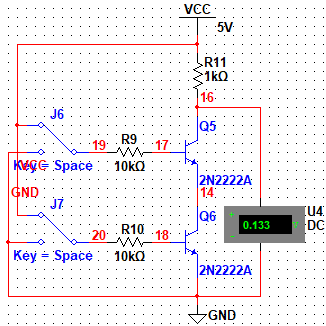 VCC
5V
R11
1kΩ
16
J6
Q5
19
R9
17
10kΩ
VCC
Key = Space
2N2222A
GND
14
J7
Q6
U4
0.133
V
DC
20
R10
18
10kΩ
Key = Space
2N2222A
GND